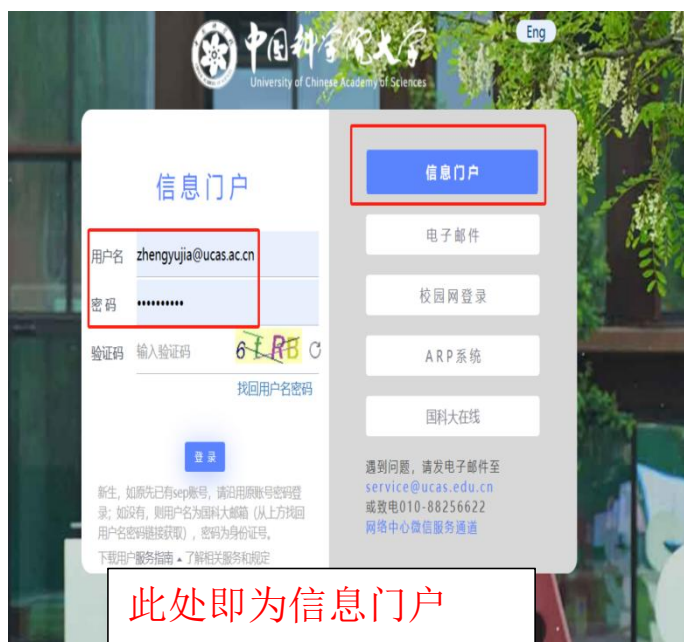 中国科学院大学
University of Chinese Academy of Sciences
Eng
信息门户
用户名 zhengyujia@ucas.ac.cn
密码 ••••••••••
验证码 输入验证码
找回用户名密码
登录
新生，如原先已有sep账号，请沿用原账号密码登
录；如没有，则用户名为国科大邮箱（从上方找回
用户名密码链接获取），密码为身份证号。
下载用户服务指南 ▴ 了解相关服务和规定
信息门户
电子邮件
校园网登录
ARP系统
国科大在线
遇到问题，请发电子邮件至
service@ucas.edu.cn
或致电010-88256622
网络中心微信服务通道
此处即为信息门户